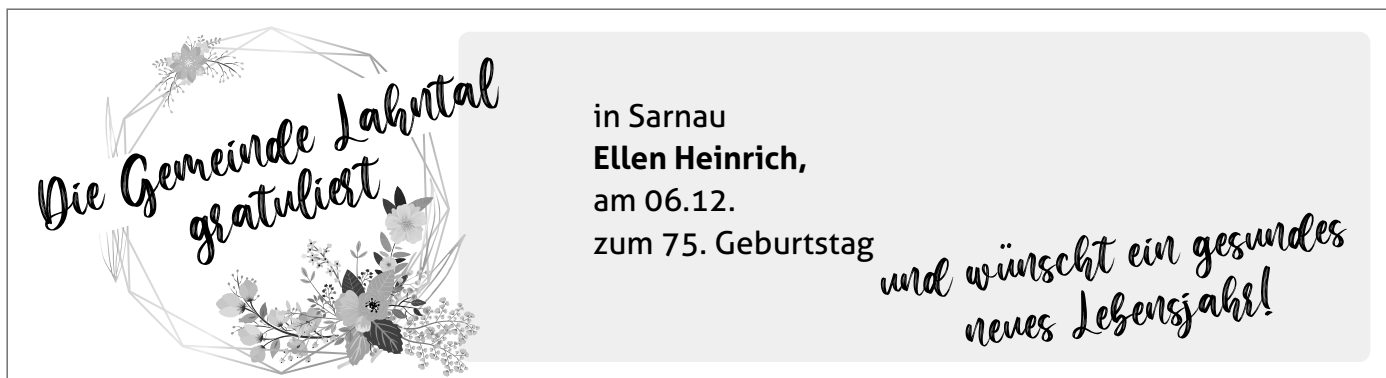 Die Gemeinde Lahntal
gratuliert
in Sarnau
Ellen Heinrich,
am 06.12.
zum 75. Geburtstag
und wünscht ein gesundes
neues Lebensjahr!